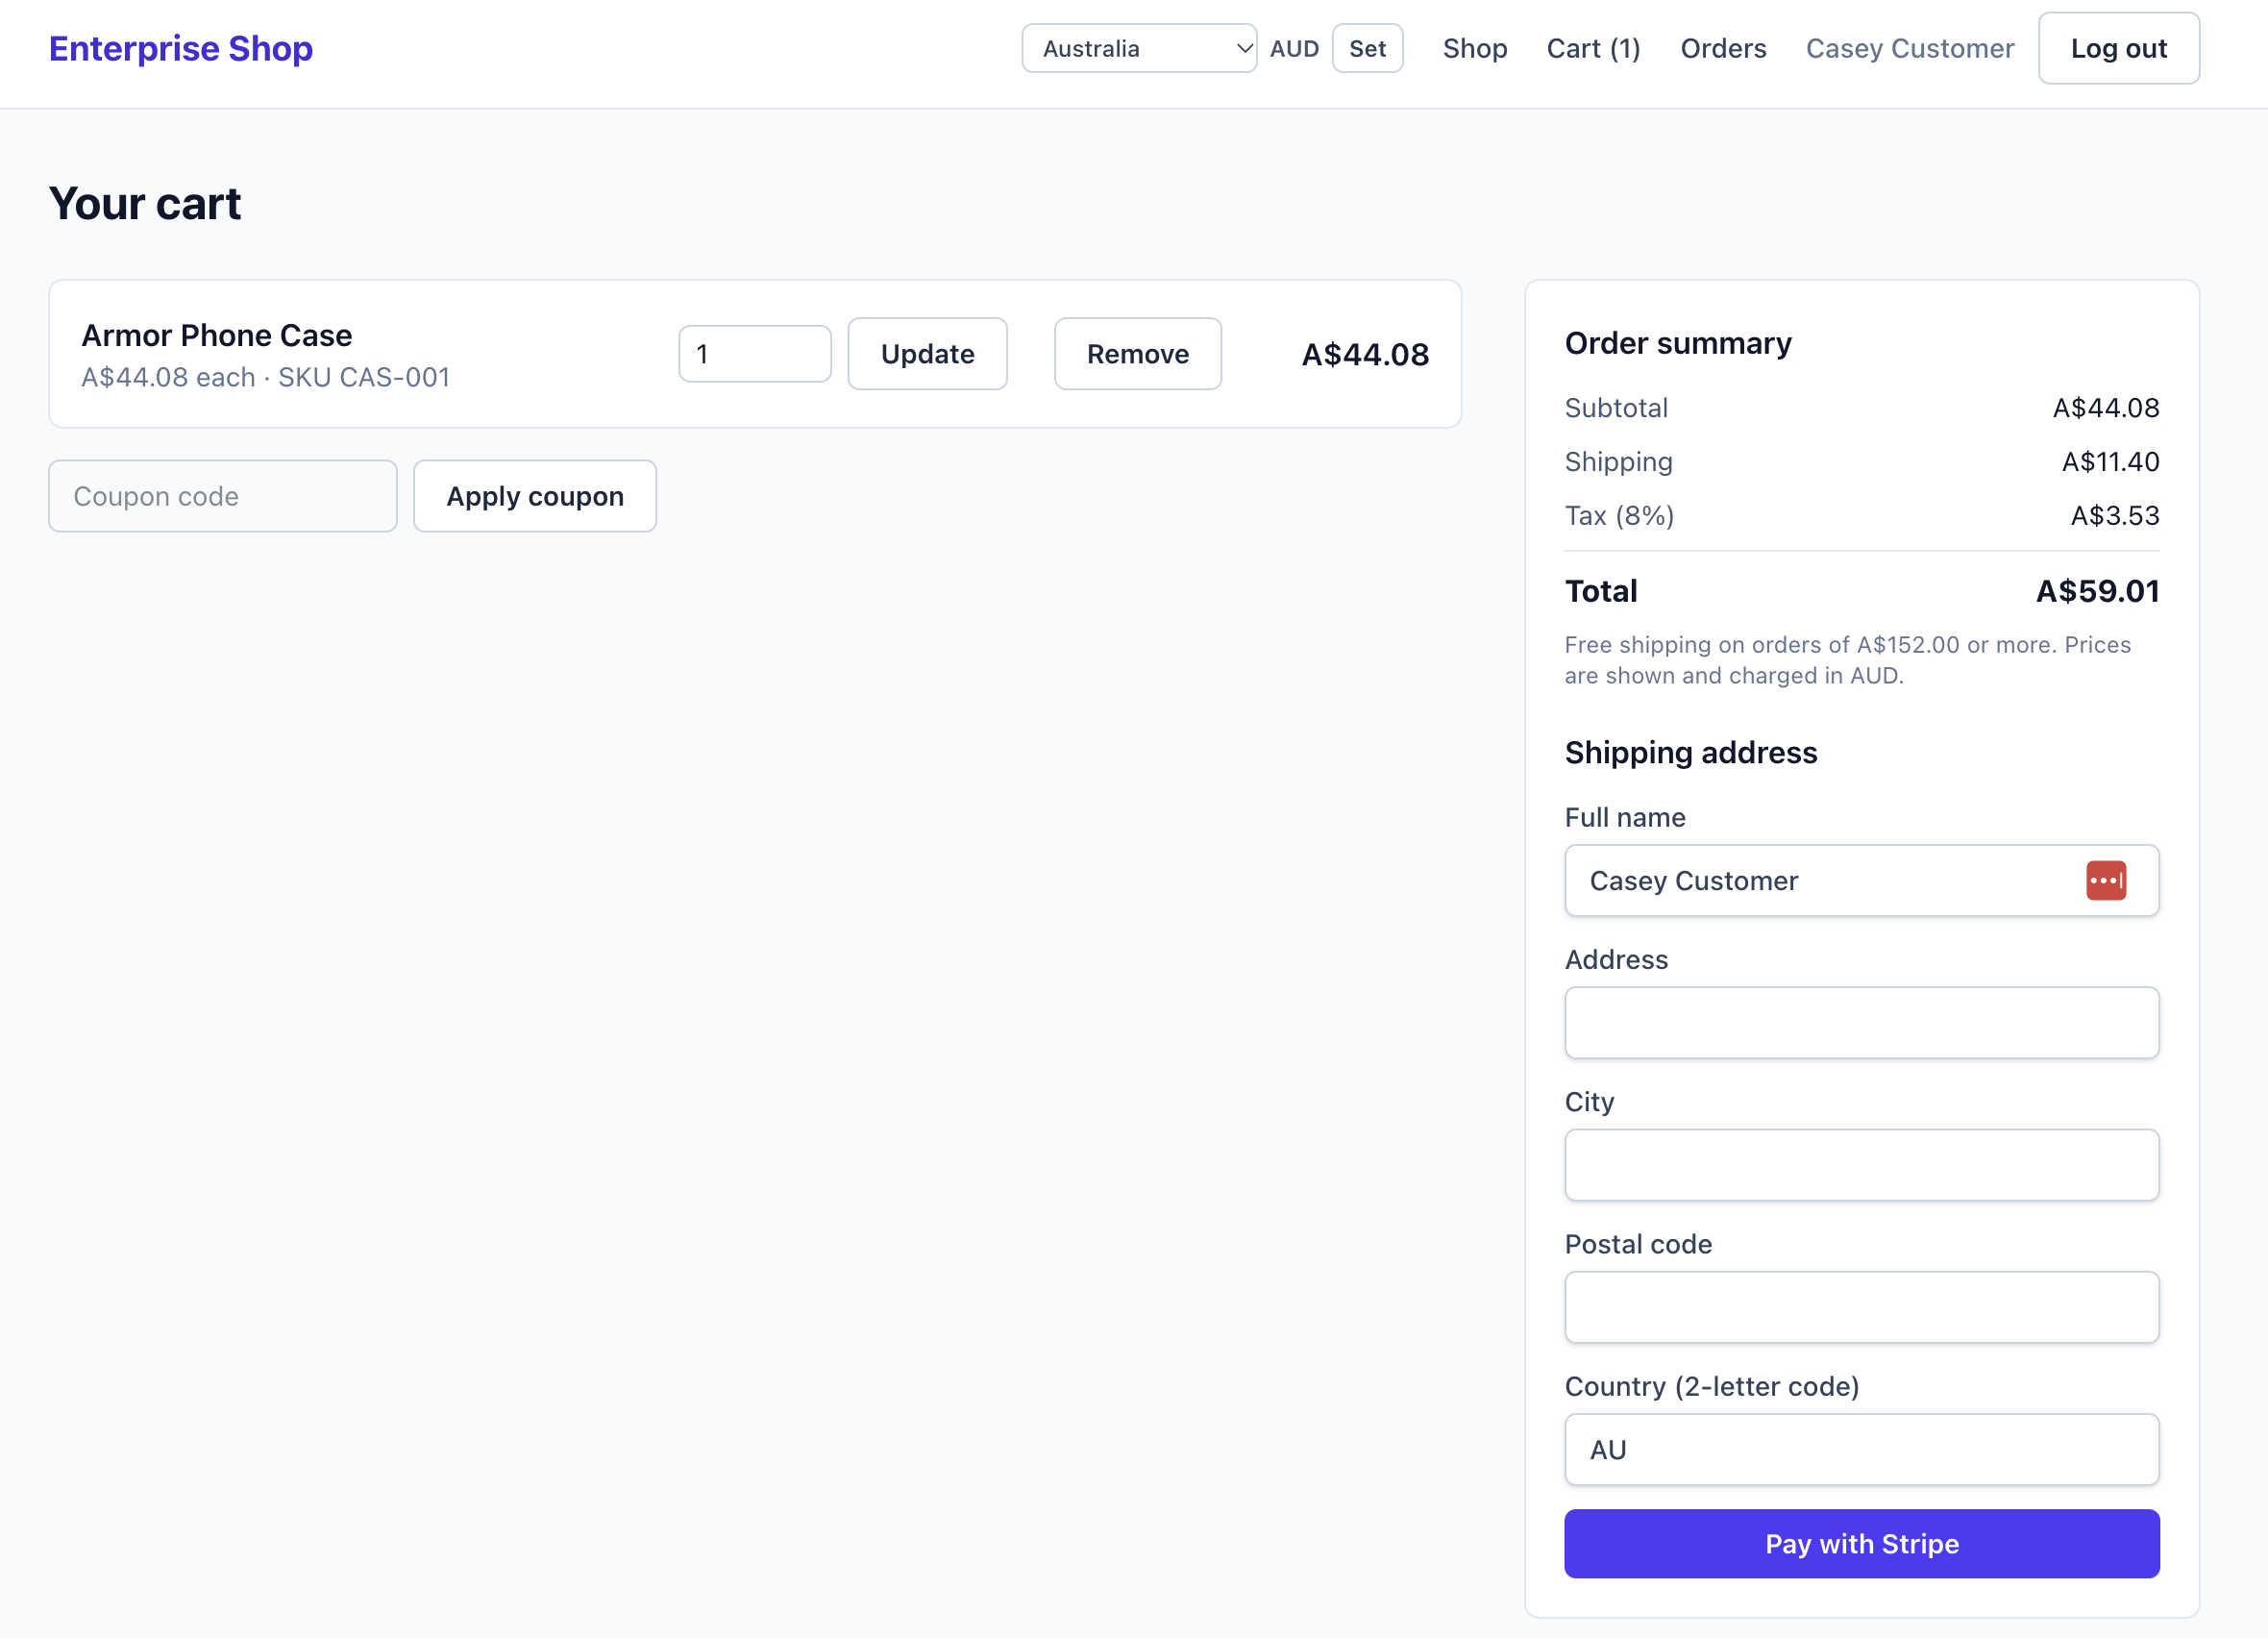 Enterprise Shop
Australia AUD Set Shop Cart (1) Orders Casey Customer Log out
Your cart
Armor Phone Case
A$44.08 each · SKU CAS-001
1 Update Remove A$44.08
Coupon code Apply coupon
Order summary
Subtotal A$44.08
Shipping A$11.40
Tax (8%) A$3.53
Total A$59.01
Free shipping on orders of A$152.00 or more. Prices
are shown and charged in AUD.
Shipping address
Full name
Casey Customer
Address
City
Postal code
Country (2-letter code)
AU
Pay with Stripe